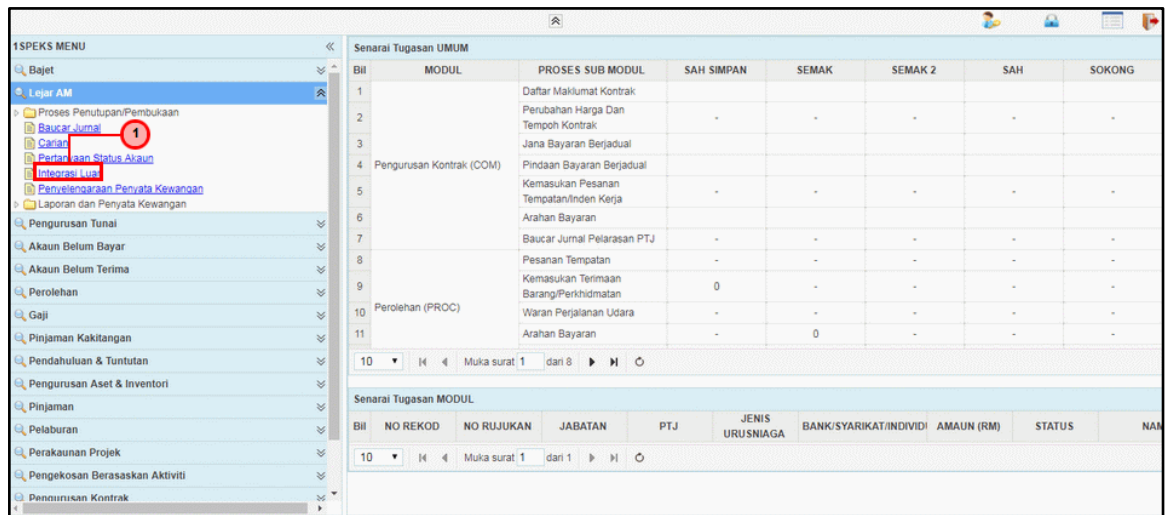 1SPEKS MENU
Bajet
Lejar AM
Proses Penutupan/Pembukaan
Baucar Jurnal
1
Carian
Pertanyaan Status Akaun
Integrasi Luar
Penyelengaraan Penyata Kewangan
Laporan dan Penyata Kewangan
Pengurusan Tunai
Akaun Belum Bayar
Akaun Belum Terima
Perolehan
Gaji
Pinjaman Kakitangan
Pendahuluan & Tuntutan
Pengurusan Aset & Inventori
Pinjaman
Pelaburan
Perakaunan Projek
Pengekosan Berasaskan Aktiviti
Pengurusan Kontrak
Senarai Tugasan UMUM
Bil MODUL PROSES SUB MODUL SAH SIMPAN SEMAK SEMAK 2 SAH SOKONG
1 Daftar Maklumat Kontrak
2 Perubahan Harga Dan - - - - -
Tempoh Kontrak
3 Jana Bayaran Berjadual
4 Pengurusan Kontrak (COM) Pindaan Bayaran Berjadual
5 Kemasukan Pesanan - - - - -
Tempatan/Inden Kerja
6 Arahan Bayaran
7 Baucar Jurnal Pelarasan PTJ - - - - -
8 Pesanan Tempatan - - - - -
9 Kemasukan Terimaan 0 - - - -
Barang/Perkhidmatan
10 Perolehan (PROC) Waran Perjalanan Udara - - - - -
11 Arahan Bayaran - 0 - - -
10 Muka surat 1 dari 8
Senarai Tugasan MODUL
Bil NO REKOD NO RUJUKAN JABATAN PTJ JENIS URUSNIAGA BANK/SYARIKAT/INDIVIDU AMAUN (RM) STATUS NAM
10 Muka surat 1 dari 1